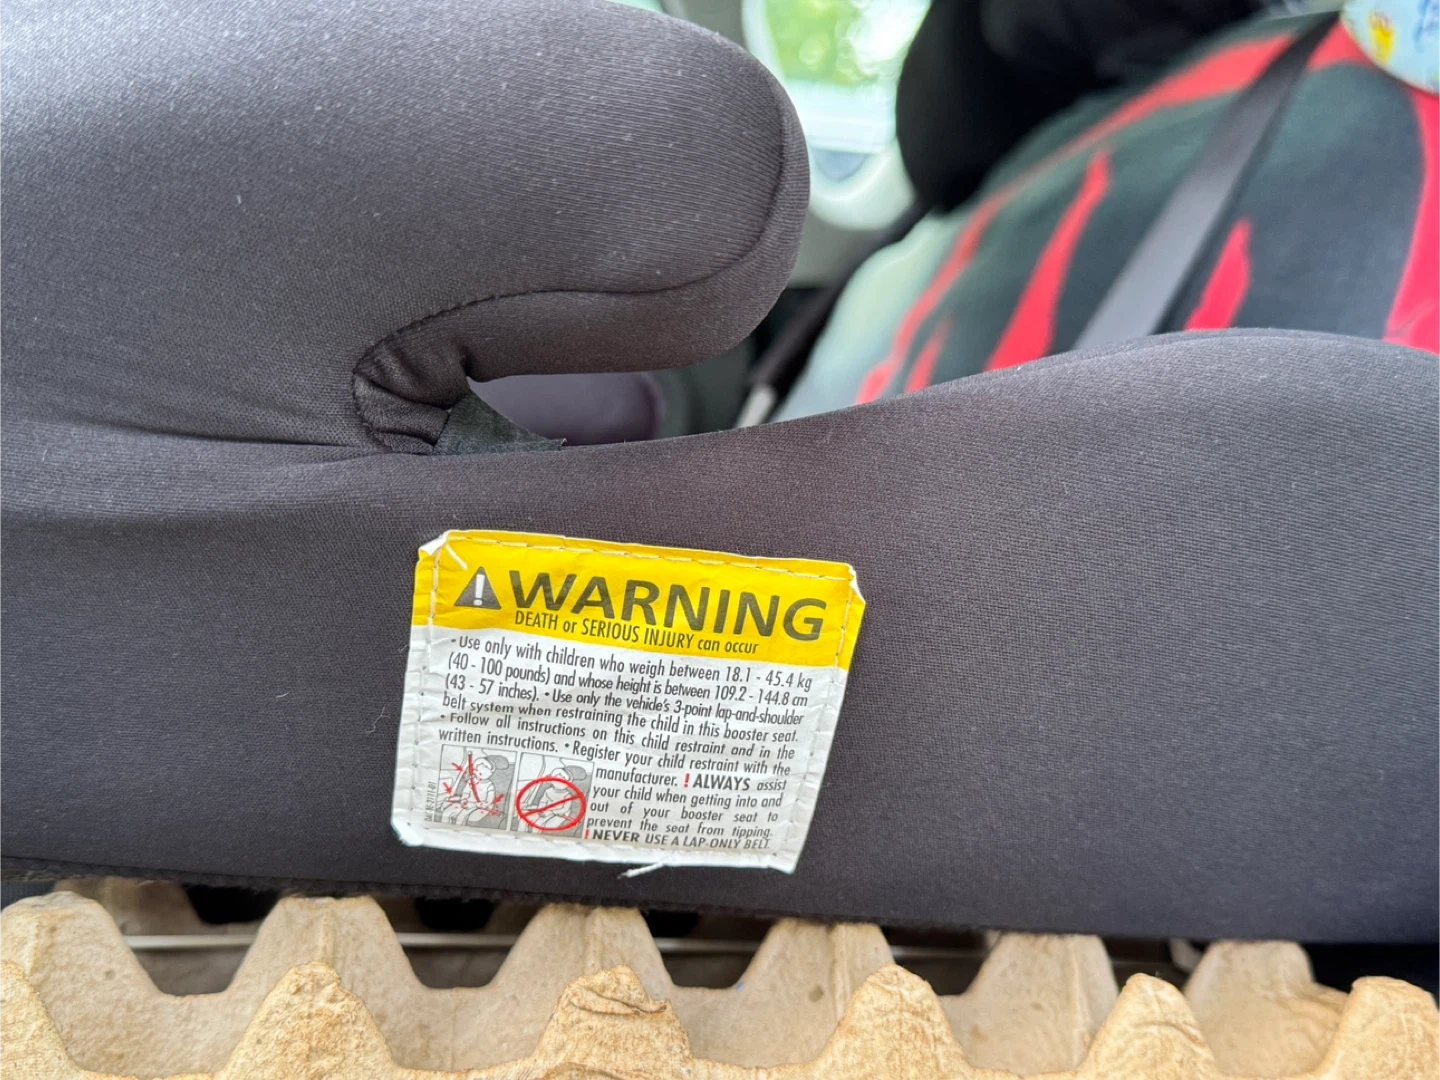 WARNING
DEATH or SERIOUS INJURY can occur
• Use only with children who weigh between 18.1 - 45.4 kg
(40 - 100 pounds) and whose height is between 109.2 - 144.8 cm
(43 - 57 inches). • Use only the vehicle's 3-point lap-and-shoulder
belt system when restraining the child in this booster seat.
• Follow all instructions on this child restraint and in the
written instructions. • Register your child restraint with the
manufacturer. ! ALWAYS assist
your child when getting into and
out of your booster seat to
prevent the seat from tipping.
! NEVER USE A LAP-ONLY BELT.